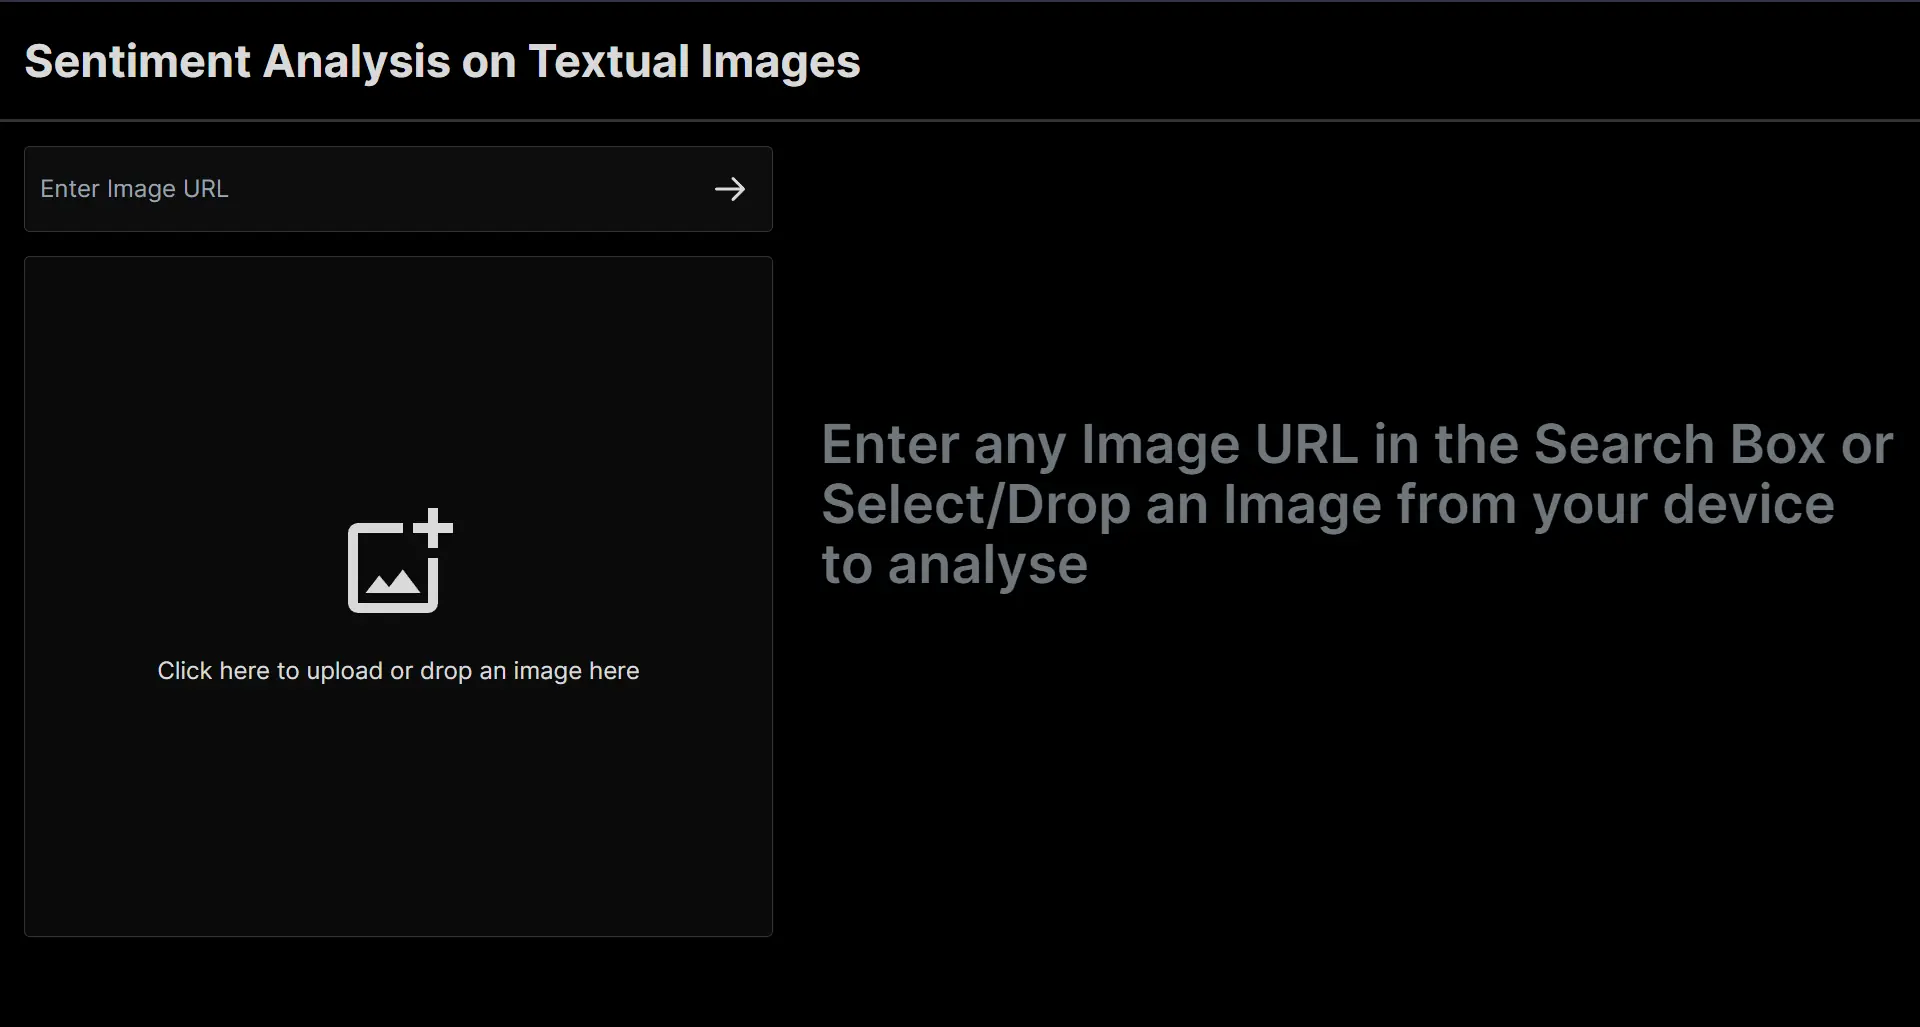 Sentiment Analysis on Textual Images
Enter Image URL
Click here to upload or drop an image here
Enter any Image URL in the Search Box or
Select/Drop an Image from your device
to analyse